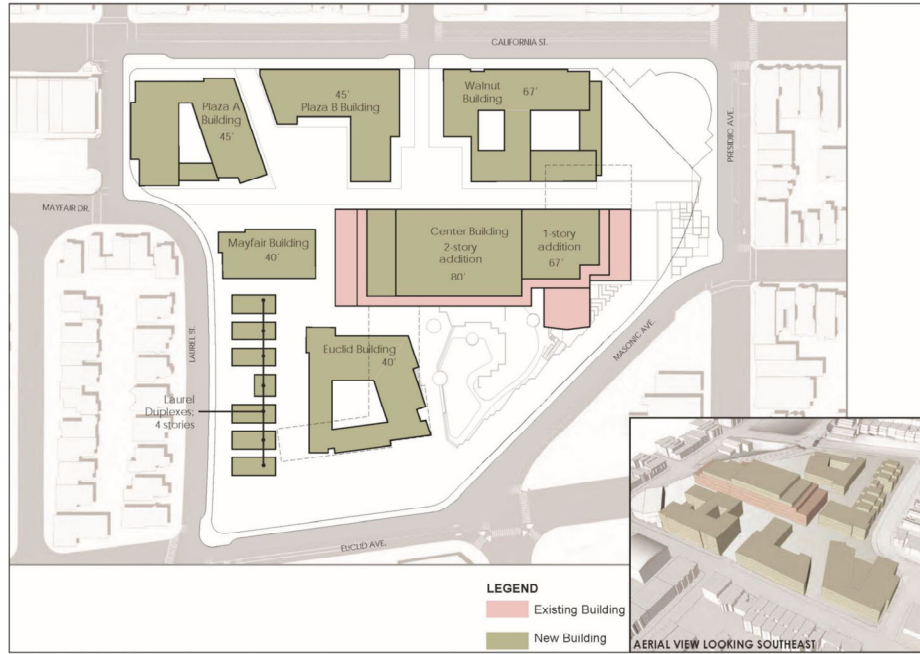 CALIFORNIA ST.
Plaza A
Building
45'
45'
Plaza B Building
Walnut
Building
67'
PRESIDIO AVE.
MAYFAIR DR.
Mayfair Building
40'
Center Building
2-story
addition
80'
1-story
addition
67'
LAUREL ST.
Euclid Building
40'
MASONIC AVE.
Laurel
Duplexes;
4 stories
EUCLID AVE.
LEGEND
Existing Building
New Building
AERIAL VIEW LOOKING SOUTHEAST